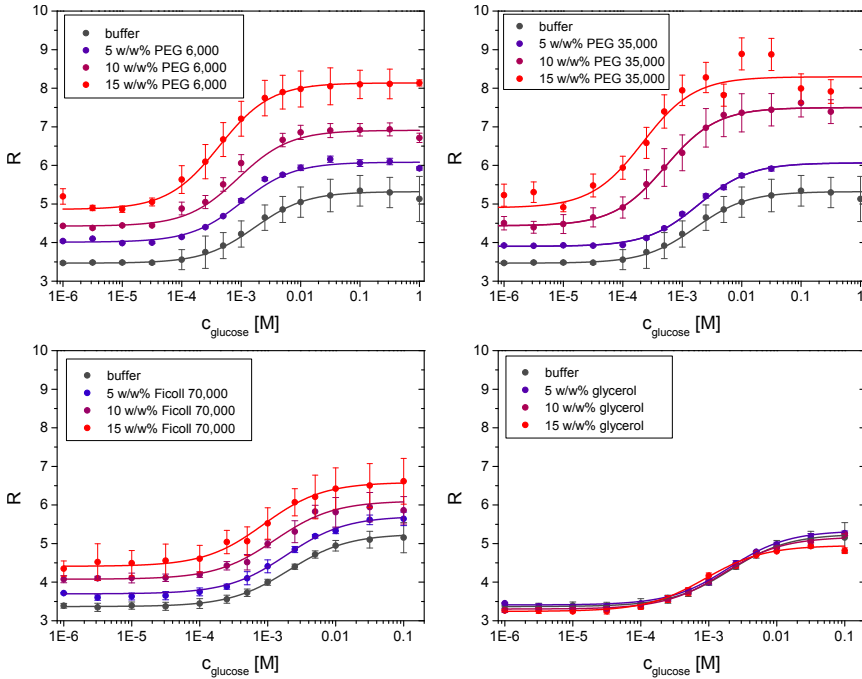 buffer
5 w/w% PEG 6,000
10 w/w% PEG 6,000
15 w/w% PEG 6,000
10
9
8
7
6
5
4
3
R
1E-6 1E-5 1E-4 1E-3 0.01 0.1 1
c_glucose [M]
buffer
5 w/w% PEG 35,000
10 w/w% PEG 35,000
15 w/w% PEG 35,000
10
9
8
7
6
5
4
3
R
1E-6 1E-5 1E-4 1E-3 0.01 0.1 1
c_glucose [M]
buffer
5 w/w% Ficoll 70,000
10 w/w% Ficoll 70,000
15 w/w% Ficoll 70,000
10
9
8
7
6
5
4
3
R
1E-6 1E-5 1E-4 1E-3 0.01 0.1
c_glucose [M]
buffer
5 w/w% glycerol
10 w/w% glycerol
15 w/w% glycerol
10
9
8
7
6
5
4
3
R
1E-6 1E-5 1E-4 1E-3 0.01 0.1
c_glucose [M]